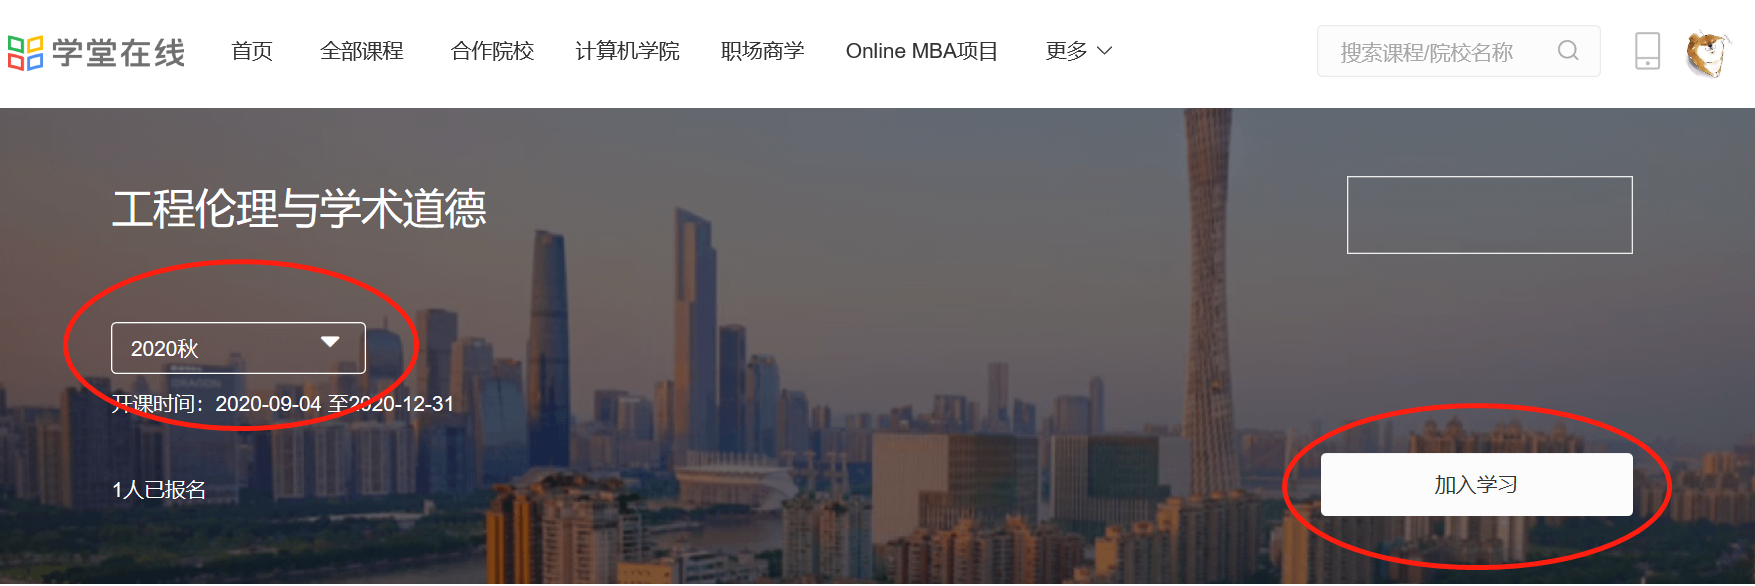 学堂在线 首页 全部课程 合作院校 计算机学院 职场商学 Online MBA项目 更多 搜索课程/院校名称
工程伦理与学术道德
2020秋
开课时间：2020-09-04 至2020-12-31
1人已报名
加入学习